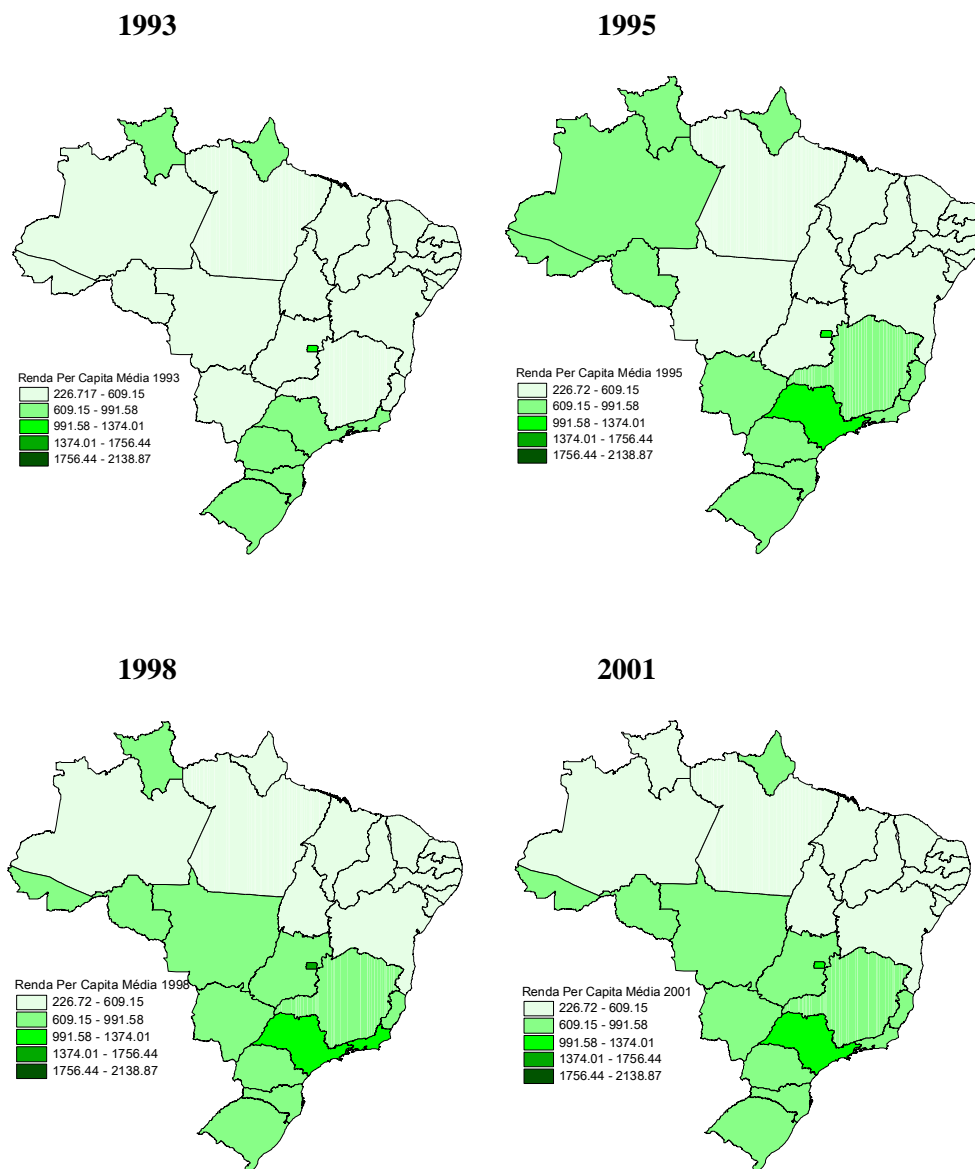 1993
Renda Per Capita Média 1993
226.717 - 609.15
609.15 - 991.58
991.58 - 1374.01
1374.01 - 1756.44
1756.44 - 2138.87
1995
Renda Per Capita Média 1995
226.72 - 609.15
609.15 - 991.58
991.58 - 1374.01
1374.01 - 1756.44
1756.44 - 2138.87
1998
Renda Per Capita Média 1998
226.72 - 609.15
609.15 - 991.58
991.58 - 1374.01
1374.01 - 1756.44
1756.44 - 2138.87
2001
Renda Per Capita Média 2001
226.72 - 609.15
609.15 - 991.58
991.58 - 1374.01
1374.01 - 1756.44
1756.44 - 2138.87